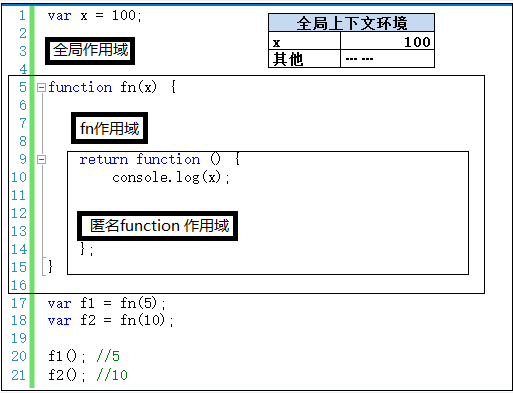 1 var x = 100;
全局上下文环境
2
x 100
3 全局作用域
其他 … …
4
5 function fn(x) {
6
7 fn作用域
8
9 return function () {
10 console.log(x);
11
12
13 匿名function 作用域
14 };
15 }
16
17 var f1 = fn(5);
18 var f2 = fn(10);
19
20 f1(); //5
21 f2(); //10